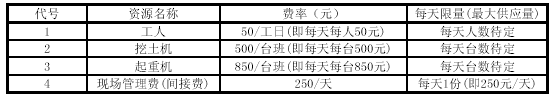 代号 资源名称 费率（元） 每天限量(最大供应量)
1 工人 50/工日(即每天每人50元) 每天人数待定
2 挖土机 500/台班(即每天每台500元) 每天台数待定
3 起重机 850/台班(即每天每台850元) 每天台数待定
4 现场管理费(间接费) 250/天 每天1份(即250元/天)